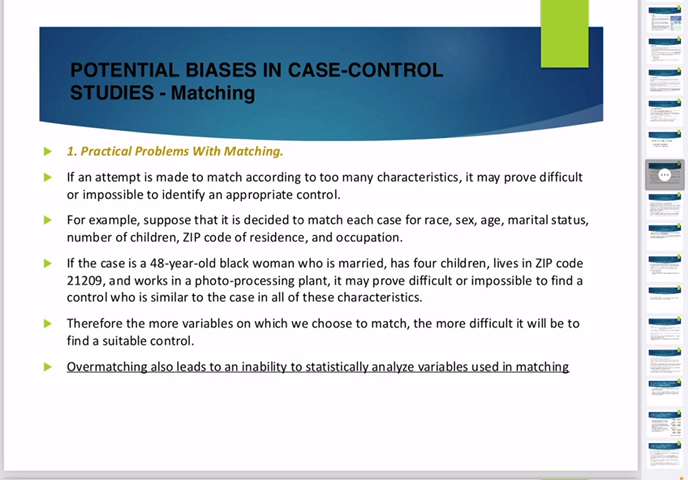 POTENTIAL BIASES IN CASE-CONTROL
STUDIES - Matching
1. Practical Problems With Matching.
If an attempt is made to match according to too many characteristics, it may prove difficult
or impossible to identify an appropriate control.
For example, suppose that it is decided to match each case for race, sex, age, marital status,
number of children, ZIP code of residence, and occupation.
If the case is a 48-year-old black woman who is married, has four children, lives in ZIP code
21209, and works in a photo-processing plant, it may prove difficult or impossible to find a
control who is similar to the case in all of these characteristics.
Therefore the more variables on which we choose to match, the more difficult it will be to
find a suitable control.
Overmatching also leads to an inability to statistically analyze variables used in matching